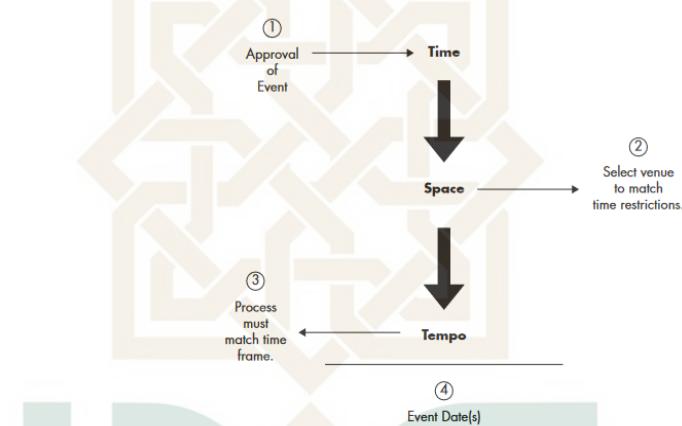 ①
Approval
of
Event
Time
②
Select venue
to match
time restrictions.
Space
③
Process
must
match time
frame.
Tempo
④
Event Date(s)